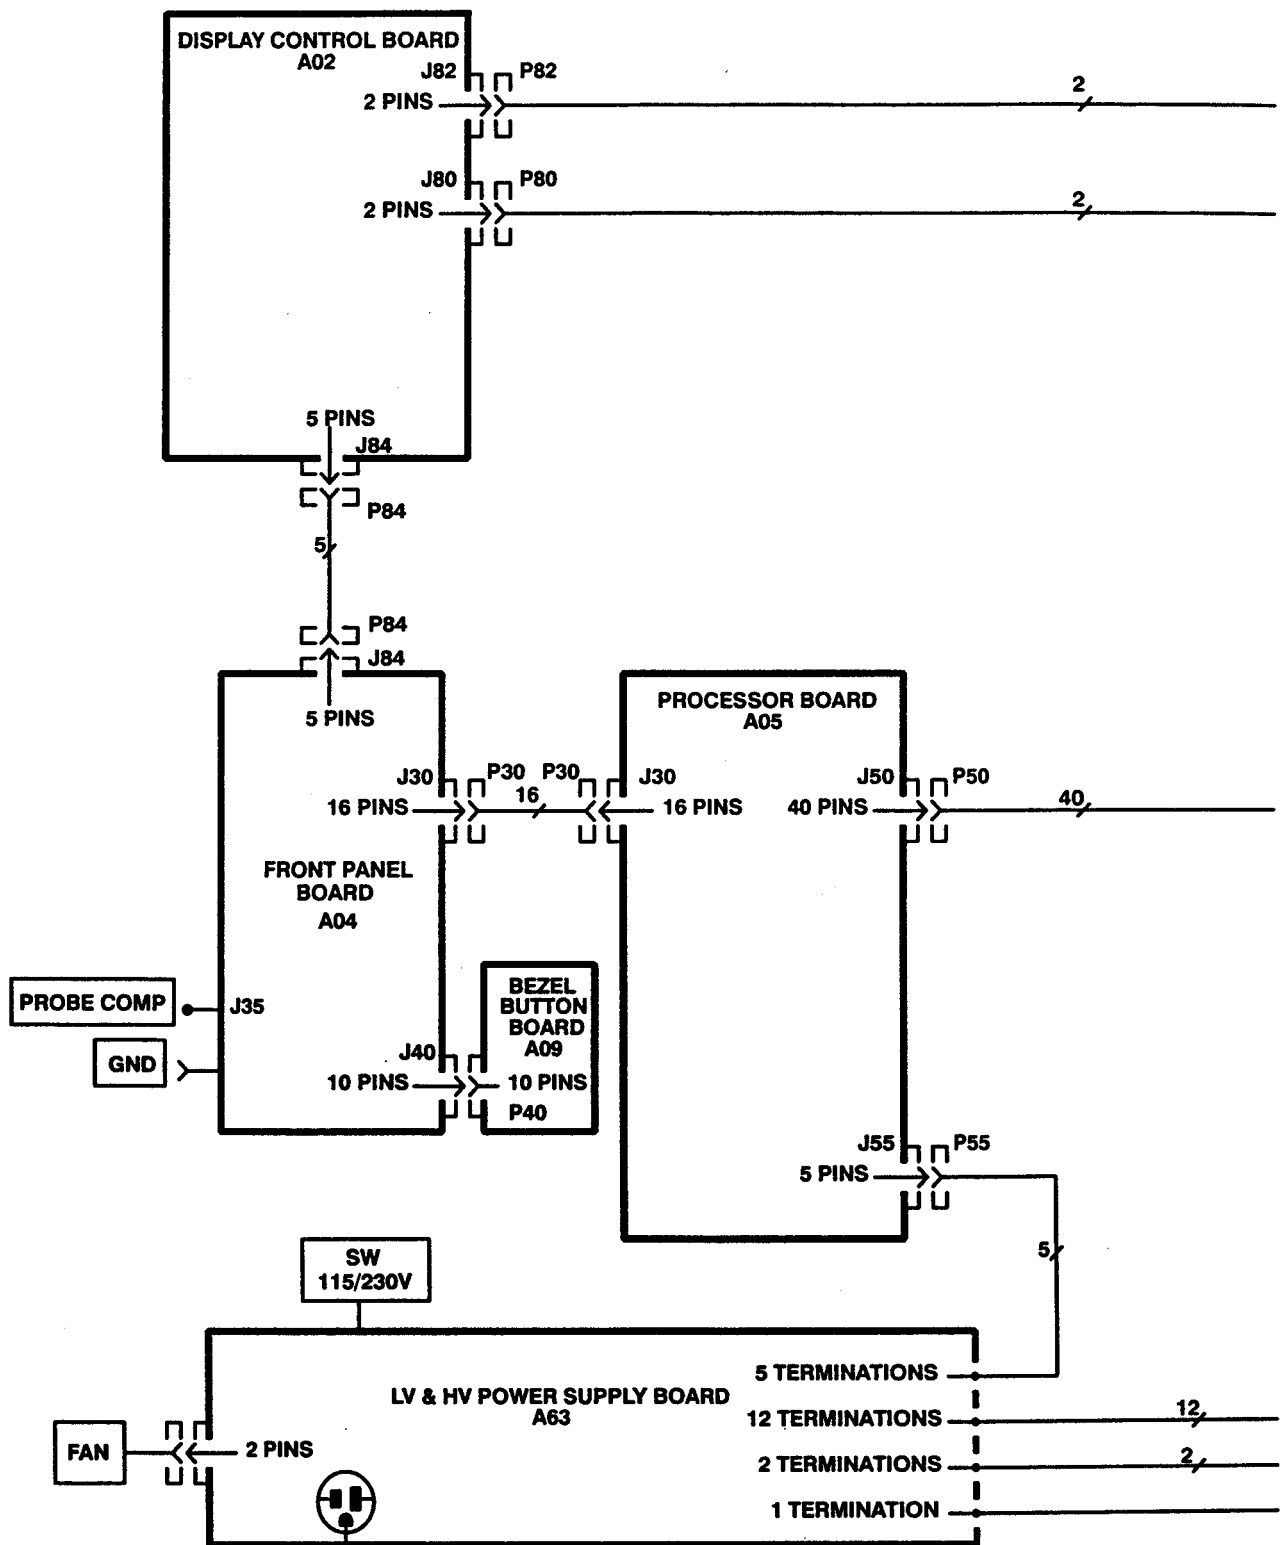 DISPLAY CONTROL BOARD
A02
J82
P82
2 PINS
2
J80
P80
2 PINS
2
5 PINS
J84
P84
5
P84
J84
5 PINS
PROCESSOR BOARD
A05
J30
P30
P30
J30
J50
P50
16 PINS
16
16 PINS
40 PINS
40
FRONT PANEL
BOARD
A04
BEZEL
BUTTON
BOARD
A09
PROBE COMP
J35
GND
J40
10 PINS
10 PINS
P40
J55
P55
5 PINS
5
SW
115/230V
5 TERMINATIONS
LV & HV POWER SUPPLY BOARD
A63
12 TERMINATIONS
12
FAN
2 PINS
2 TERMINATIONS
2
1 TERMINATION